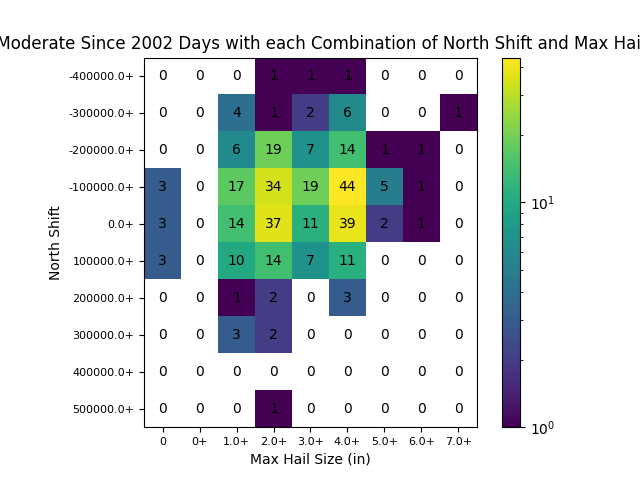 Moderate Since 2002 Days with each Combination of North Shift and Max Hai
-400000.0+ 0 0 0 1 1 1 0 0 0
-300000.0+ 0 0 4 1 2 6 0 0 1
-200000.0+ 0 0 6 19 7 14 1 1 0
-100000.0+ 3 0 17 34 19 44 5 1 0
0.0+ 3 0 14 37 11 39 2 1 0
100000.0+ 3 0 10 14 7 11 0 0 0
200000.0+ 0 0 1 2 0 3 0 0 0
300000.0+ 0 0 3 2 0 0 0 0 0
400000.0+ 0 0 0 0 0 0 0 0 0
500000.0+ 0 0 0 1 0 0 0 0 0
0 0+ 1.0+ 2.0+ 3.0+ 4.0+ 5.0+ 6.0+ 7.0+
Max Hail Size (in)
North Shift
10¹
10⁰